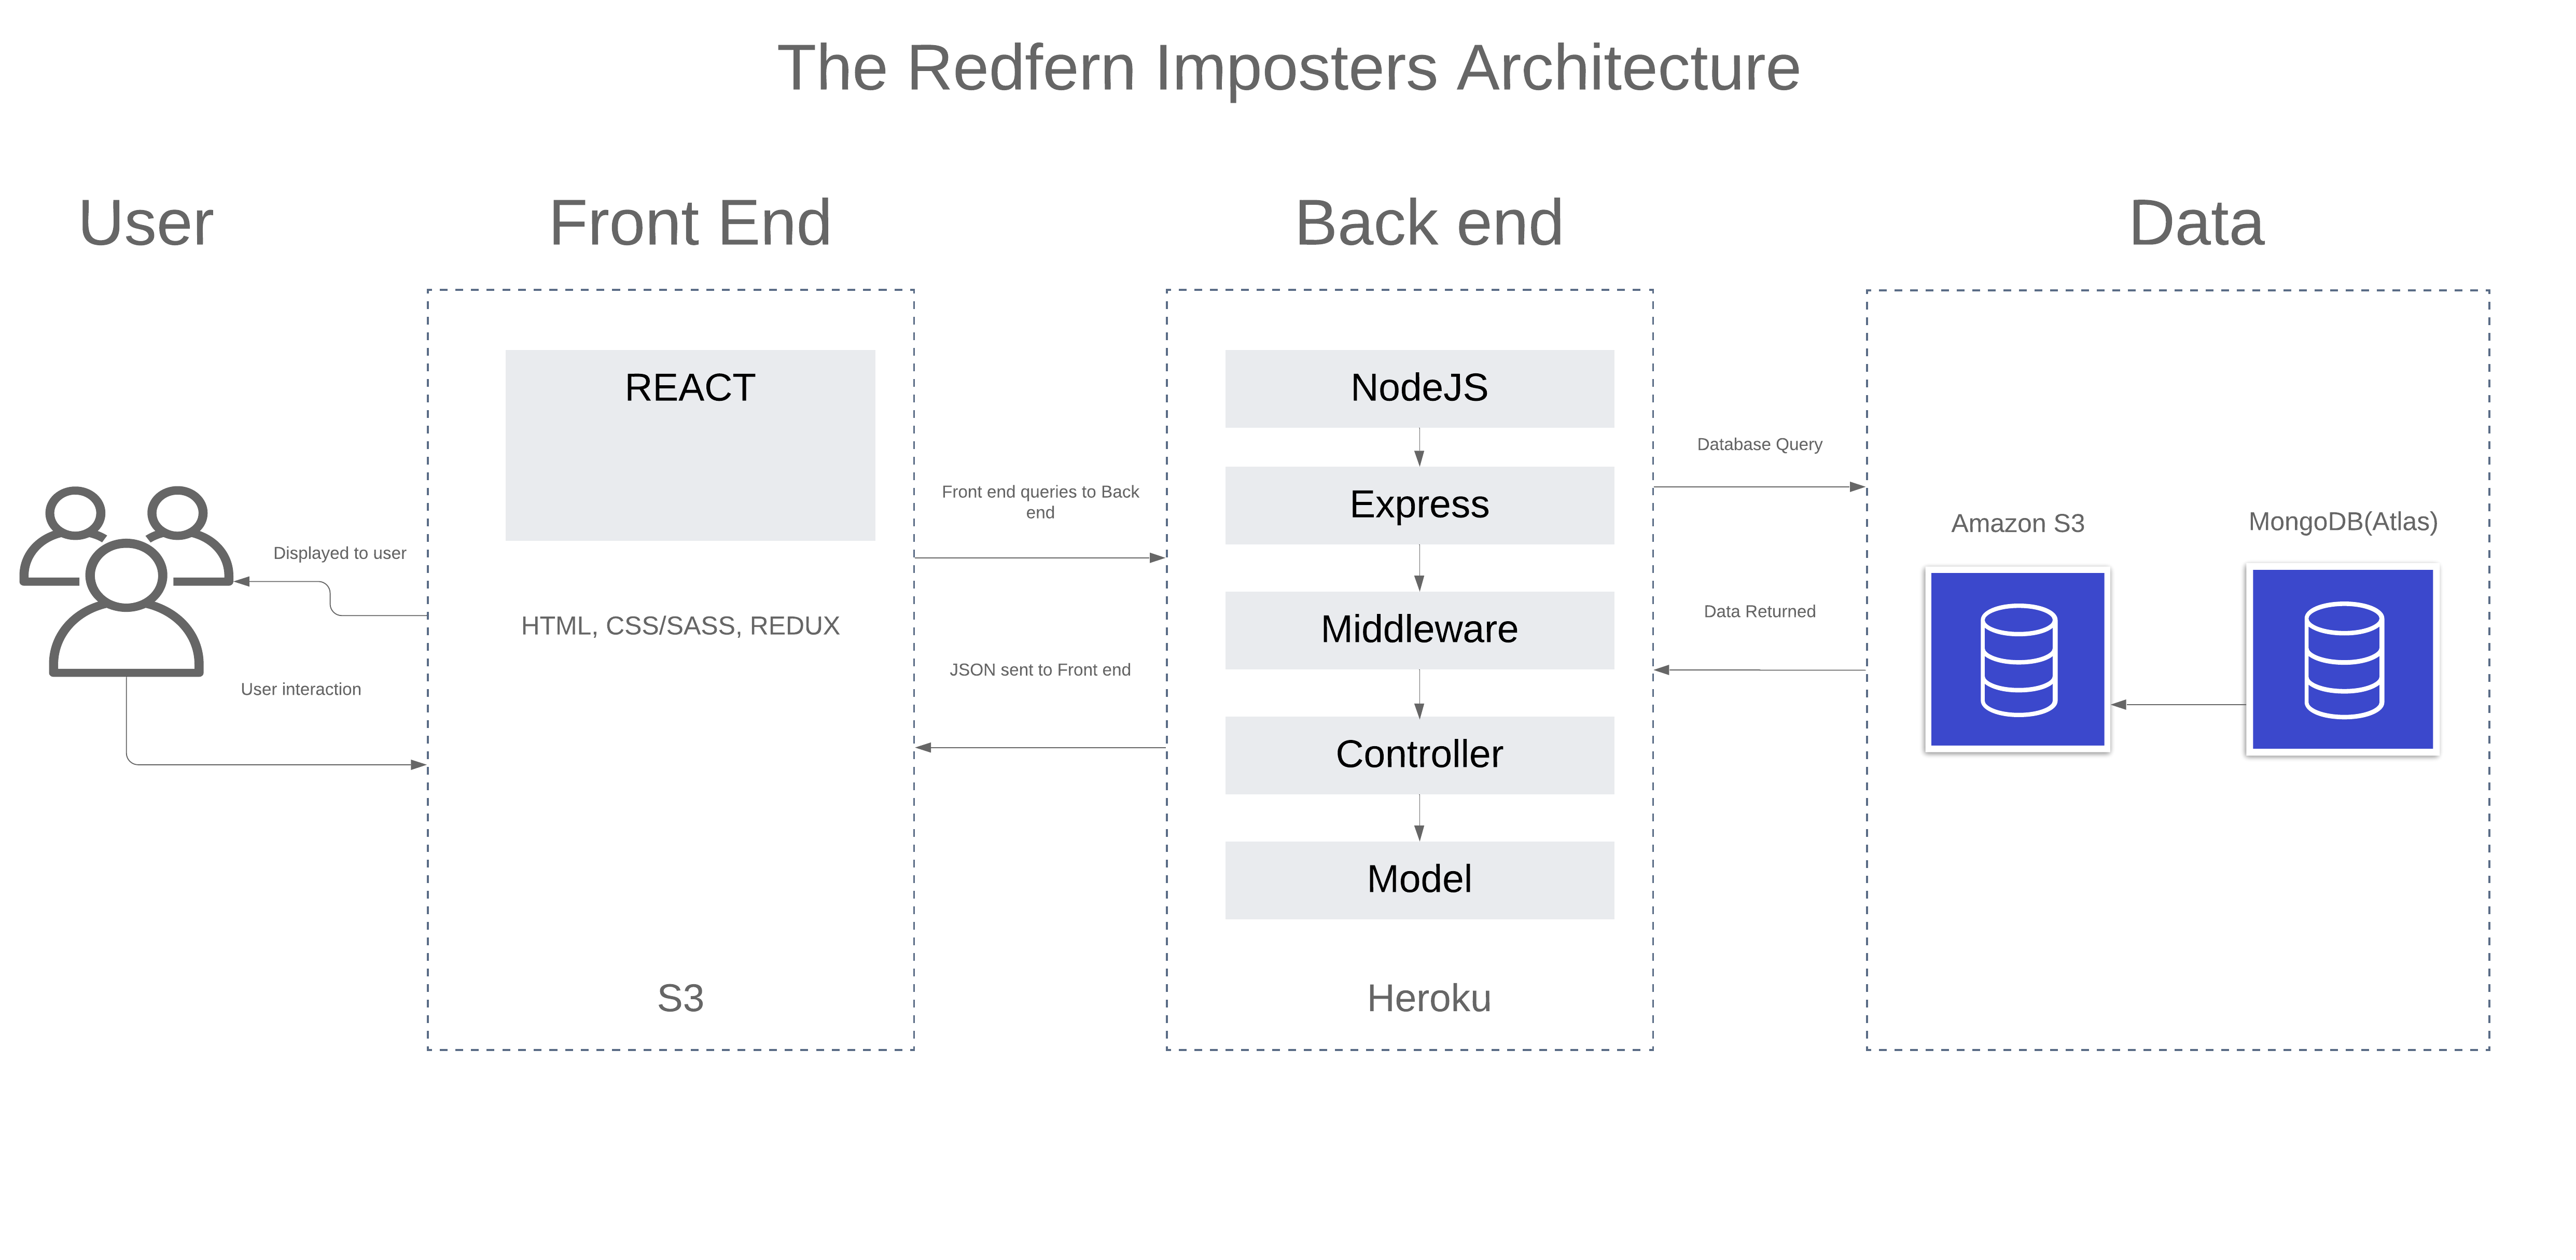 The Redfern Imposters Architecture
User
Front End
Back end
Data
REACT
HTML, CSS/SASS, REDUX
S3
Displayed to user
User interaction
Front end queries to Back
end
JSON sent to Front end
NodeJS
Express
Middleware
Controller
Model
Heroku
Database Query
Data Returned
Amazon S3
MongoDB(Atlas)